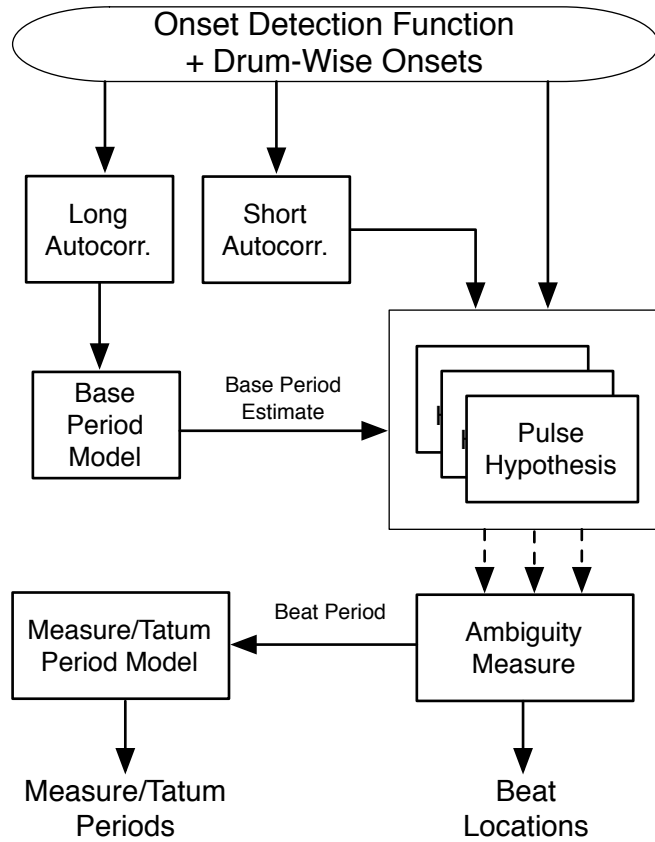 Onset Detection Function
+ Drum-Wise Onsets
Long
Autocorr.
Short
Autocorr.
Base
Period
Model
Base Period
Estimate
Pulse
Hypothesis
Measure/Tatum
Period Model
Beat Period
Ambiguity
Measure
Measure/Tatum
Periods
Beat
Locations